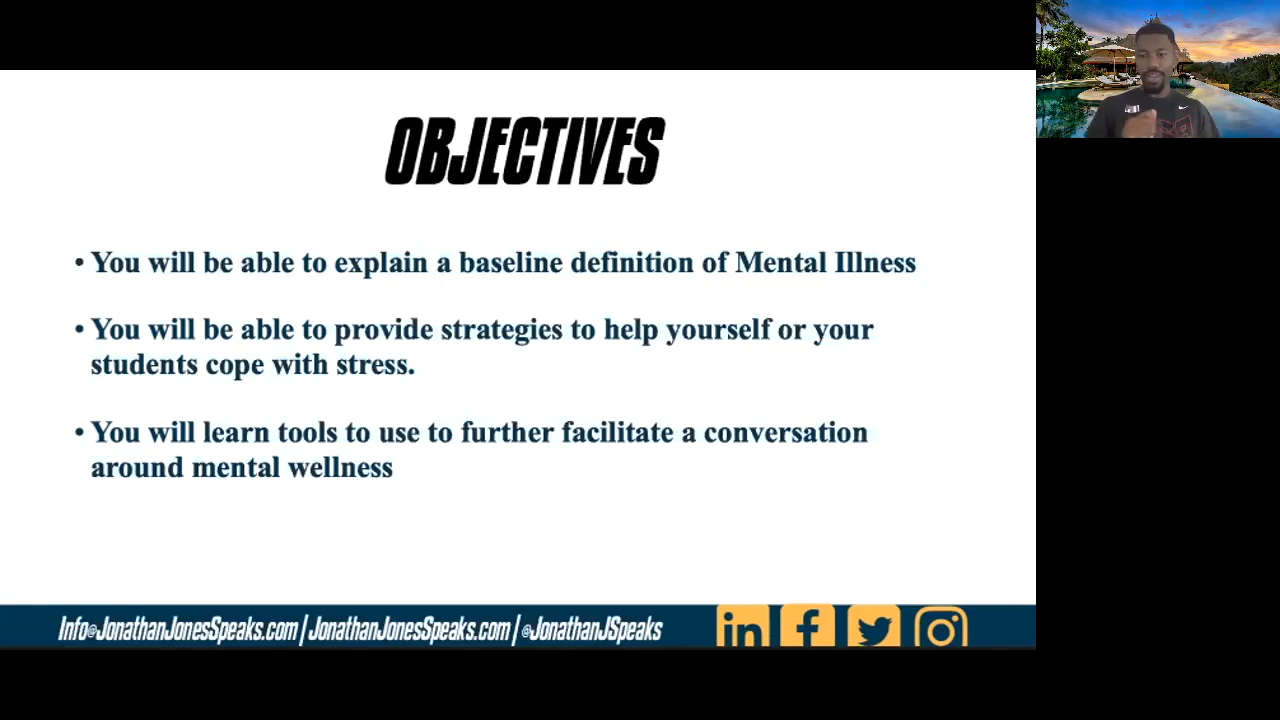 OBJECTIVES
• You will be able to explain a baseline definition of Mental Illness
• You will be able to provide strategies to help yourself or your
students cope with stress.
• You will learn tools to use to further facilitate a conversation
around mental wellness
Info@JonathanJonesSpeaks.com | JonathanJonesSpeaks.com | @JonathanJSpeaks